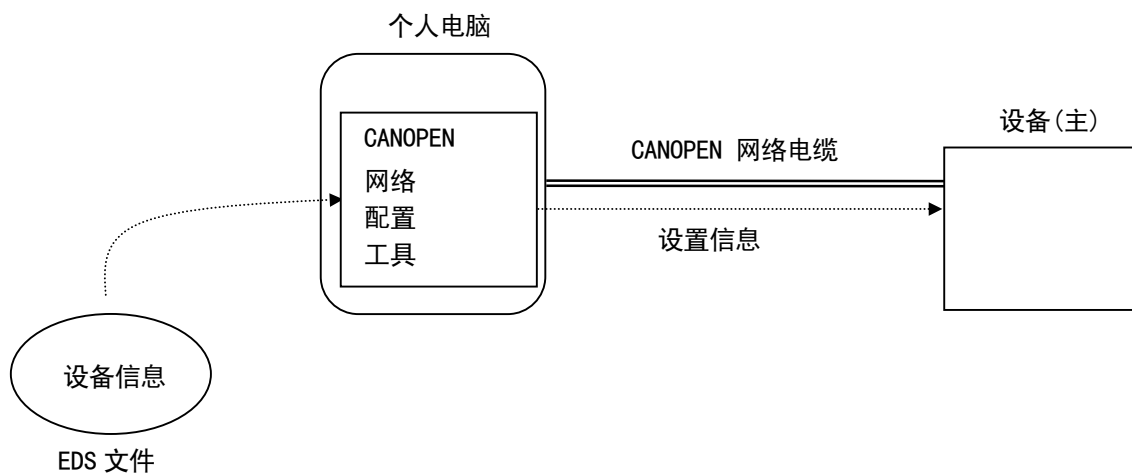 个人电脑
CANOPEN
网络
配置
工具
CANOPEN 网络电缆
设置信息
设备(主)
设备信息
EDS 文件